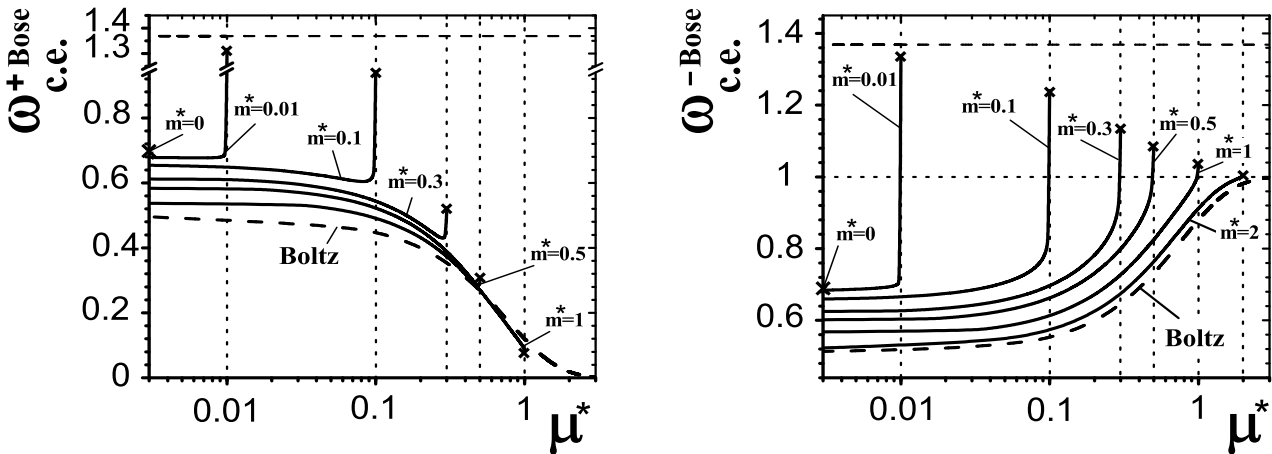 ω+ Bose c.e.
1.4
1.3
0.8
0.6
0.4
0.2
0
m*=0
m*=0.01
m*=0.1
m*=0.3
Boltz
m*=0.5
m*=1
0.01
0.1
1
μ*
ω- Bose c.e.
1.4
1.2
1
0.8
0.6
m*=0.01
m*=0.1
m*=0.3
m*=0.5
m*=1
m*=0
m*=2
Boltz
0.01
0.1
1
μ*